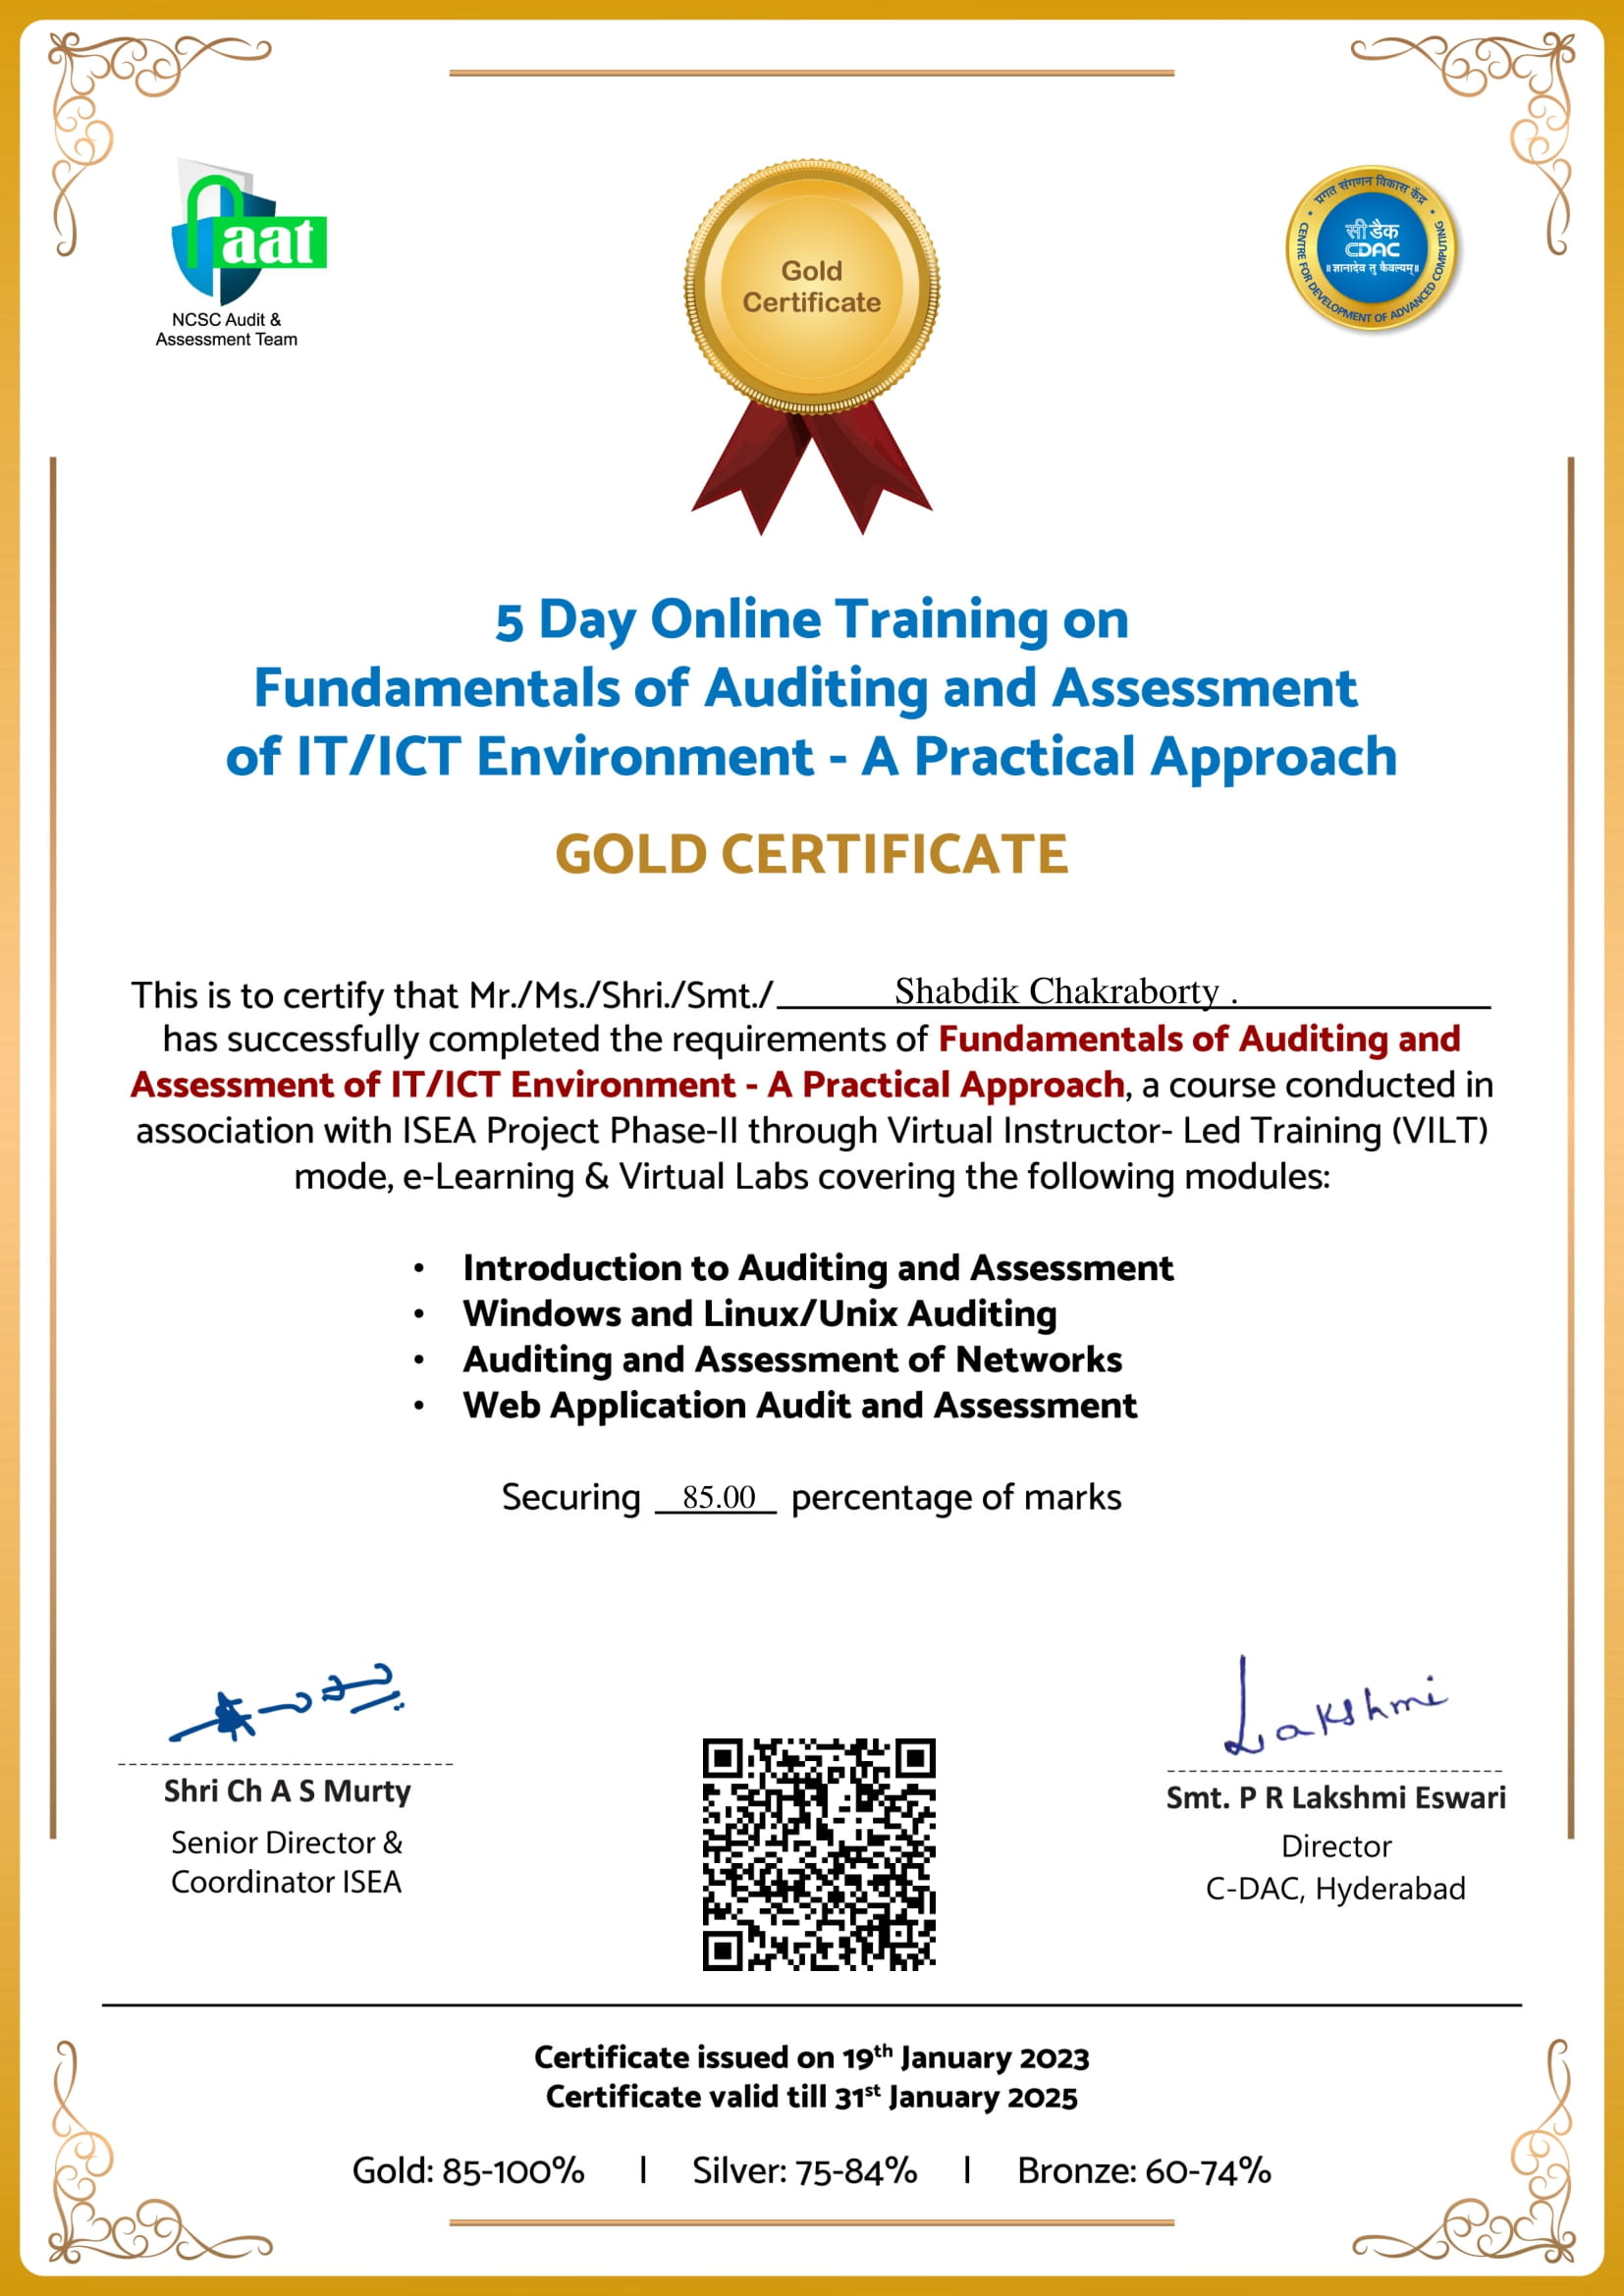 aat
NCSC Audit &
Assessment Team
Gold
Certificate
प्रगत संगणन विकास केंद्र
सी डैक
CDAC
॥ ज्ञानादेव तु कैवल्यम् ॥
CENTRE FOR DEVELOPMENT OF ADVANCED COMPUTING
5 Day Online Training on
Fundamentals of Auditing and Assessment
of IT/ICT Environment - A Practical Approach
GOLD CERTIFICATE
This is to certify that Mr./Ms./Shri./Smt./ Shabdik Chakraborty .
has successfully completed the requirements of Fundamentals of Auditing and
Assessment of IT/ICT Environment - A Practical Approach, a course conducted in
association with ISEA Project Phase-II through Virtual Instructor- Led Training (VILT)
mode, e-Learning & Virtual Labs covering the following modules:
• Introduction to Auditing and Assessment
• Windows and Linux/Unix Auditing
• Auditing and Assessment of Networks
• Web Application Audit and Assessment
Securing 85.00 percentage of marks
Lakshmi
Shri Ch A S Murty
Senior Director &
Coordinator ISEA
Smt. P R Lakshmi Eswari
Director
C-DAC, Hyderabad
Certificate issued on 19th January 2023
Certificate valid till 31st January 2025
Gold: 85-100% | Silver: 75-84% | Bronze: 60-74%